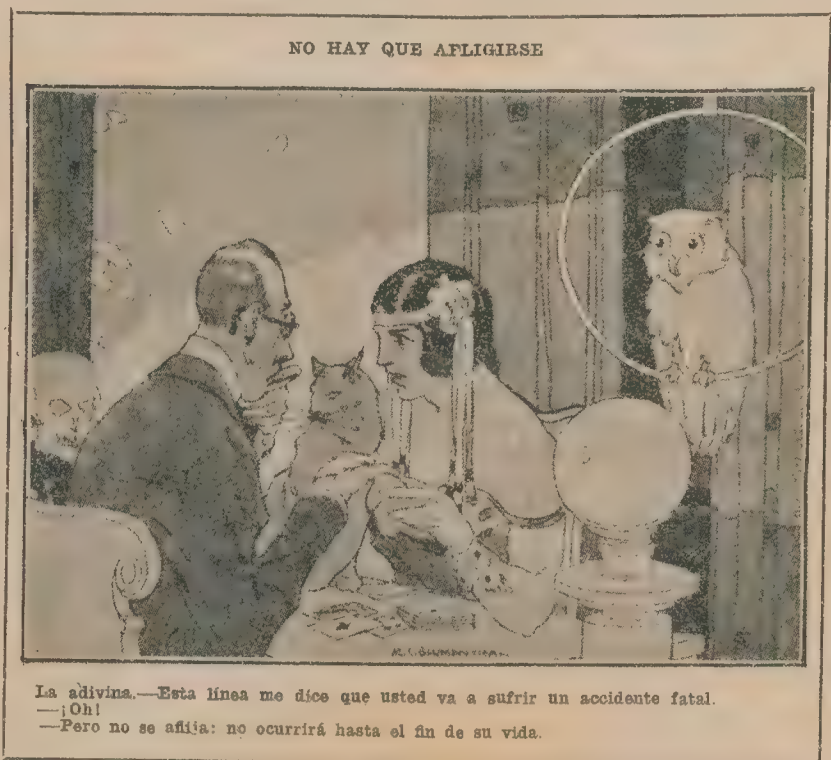 NO HAY QUE AFLIGIRSE
La adivina.—Esta línea me dice que usted va a sufrir un accidente fatal.
—¡Oh!
—Pero no se aflija: no ocurrirá hasta el fin de su vida.